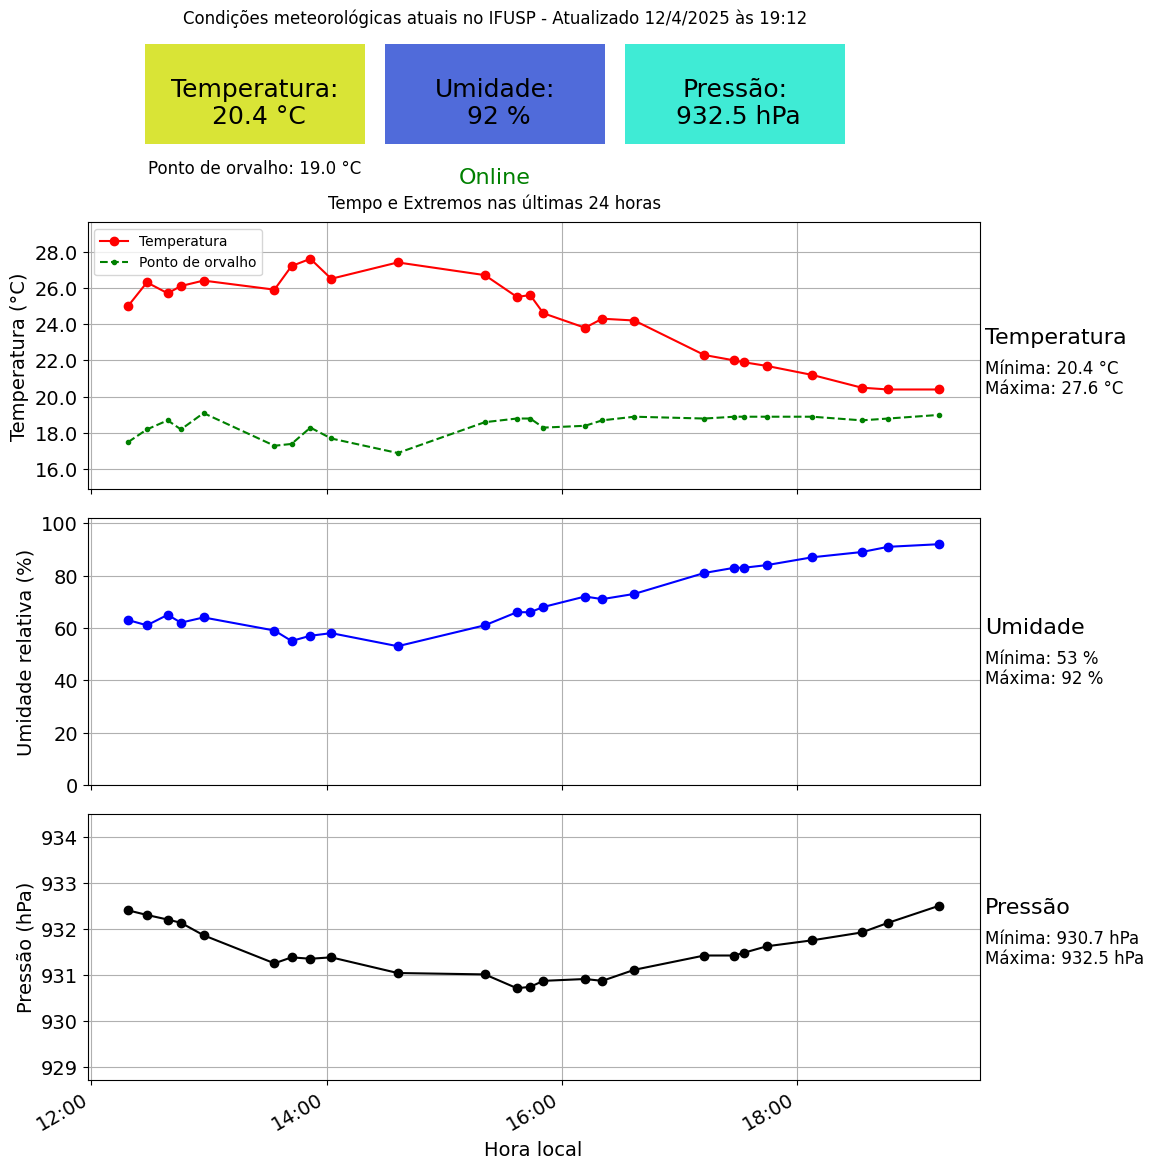 Condições meteorológicas atuais no IFUSP - Atualizado 12/4/2025 às 19:12
Temperatura:
20.4 °C
Umidade:
92 %
Pressão:
932.5 hPa
Ponto de orvalho: 19.0 °C
Online
Tempo e Extremos nas últimas 24 horas
Temperatura
Ponto de orvalho
Temperatura (°C)
28.0
26.0
24.0
22.0
20.0
18.0
16.0
Temperatura
Mínima: 20.4 °C
Máxima: 27.6 °C
Umidade relativa (%)
100
80
60
40
20
0
Umidade
Mínima: 53 %
Máxima: 92 %
Pressão (hPa)
934
933
932
931
930
929
Pressão
Mínima: 930.7 hPa
Máxima: 932.5 hPa
12:00
14:00
16:00
18:00
Hora local